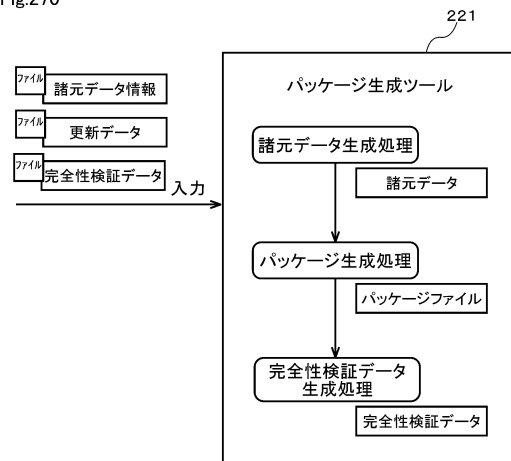 Fig.270
221
ファイル
諸元データ情報
ファイル
更新データ
ファイル
完全性検証データ
入力
パッケージ生成ツール
諸元データ生成処理
諸元データ
パッケージ生成処理
パッケージファイル
完全性検証データ
生成処理
完全性検証データ